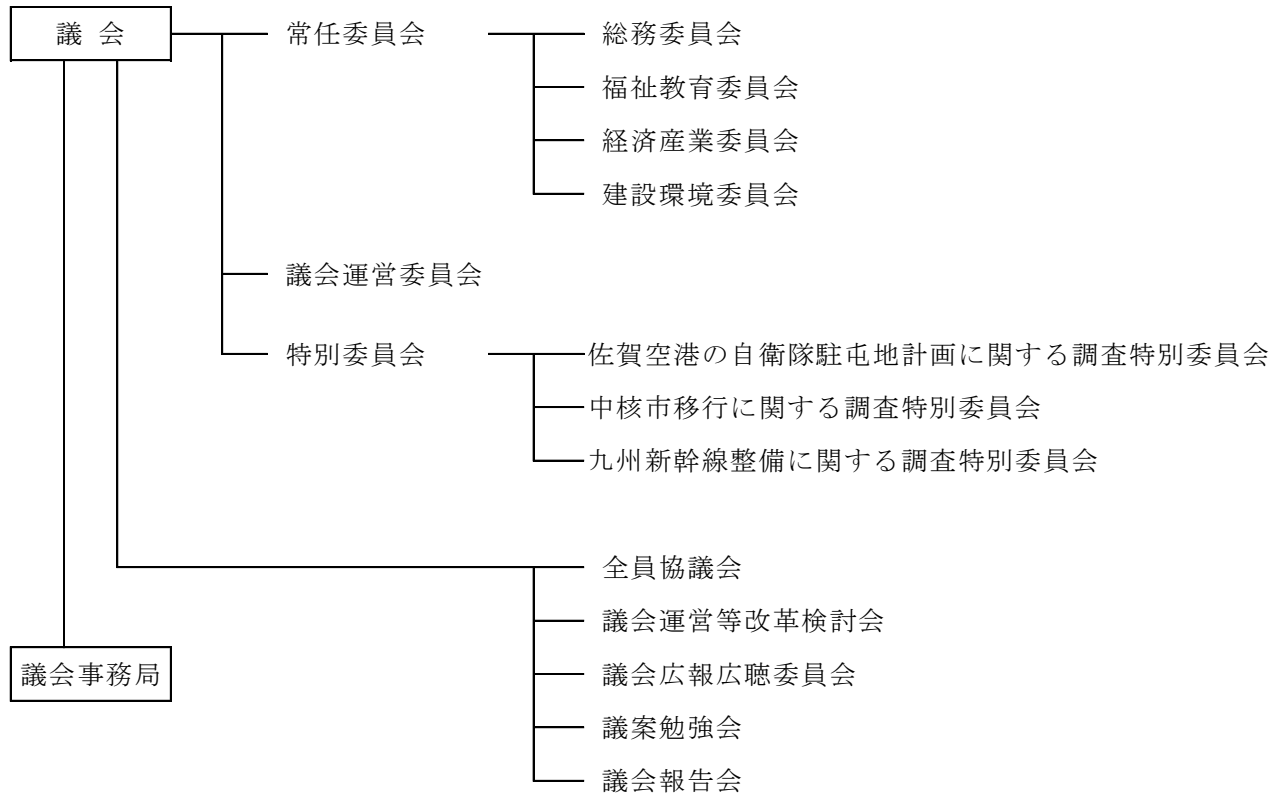 議 会
常任委員会
総務委員会
福祉教育委員会
経済産業委員会
建設環境委員会
議会運営委員会
特別委員会
佐賀空港の自衛隊駐屯地計画に関する調査特別委員会
中核市移行に関する調査特別委員会
九州新幹線整備に関する調査特別委員会
全員協議会
議会運営等改革検討会
議会広報広聴委員会
議案勉強会
議会報告会
議会事務局